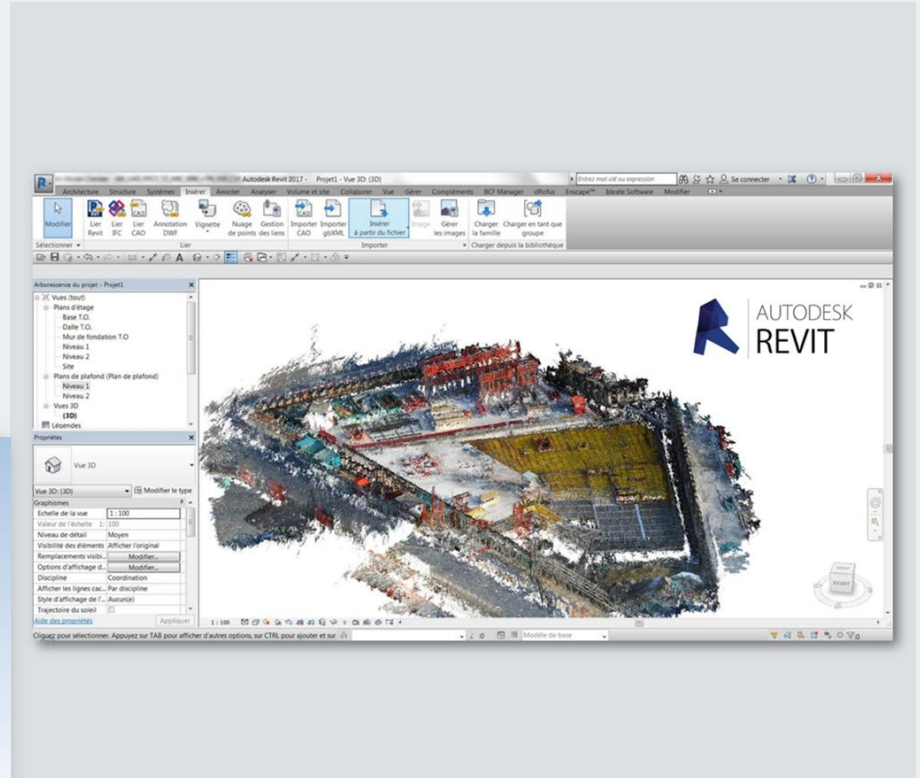 Autodesk Revit 2017 - Projet1 - Vue 3D: (3D)
Entrez mot-clé ou expression
Se connecter
Architecture Structure Systèmes Insérer Annoter Analyser Volume et site Collaborer Vue Gérer Compléments BCF Manager dRofus Enscape™ Ideate Software Modifier
Modifier
Lier Revit
Lier IFC
Lier CAO
Annotation DWF
Vignette
Nuage de points
Gestion des liens
Importer CAO
Importer gbXML
Insérer à partir du fichier
Image
Gérer les images
Charger la famille
Charger en tant que groupe
Sélectionner
Lier
Importer
Charger depuis la bibliothèque
Arborescence du projet - Projet1
Vues (tout)
Plans d'étage
Base T.O.
Dalle T.O.
Mur de fondation T.O
Niveau 1
Niveau 2
Site
Plans de plafond (Plan de plafond)
Niveau 1
Niveau 2
Vues 3D
(3D)
Légendes
AUTODESK
REVIT
Propriétés
Vue 3D
Vue 3D: (3D) Modifier le type
Graphismes
Echelle de la vue 1 : 100
Valeur de l'échelle 1: 100
Niveau de détail Moyen
Visibilité des éléments Afficher l'original
Remplacements visibi... Modifier...
Options d'affichage d... Modifier...
Discipline Coordination
Afficher les lignes cac... Par discipline
Style d'affichage de l'... Aucun(e)
Trajectoire du soleil
Aide des propriétés Appliquer
1 : 100
Cliquez pour sélectionner. Appuyez sur TAB pour afficher d'autres options, sur CTRL pour ajouter et sur
:0
Modèle de base
:0